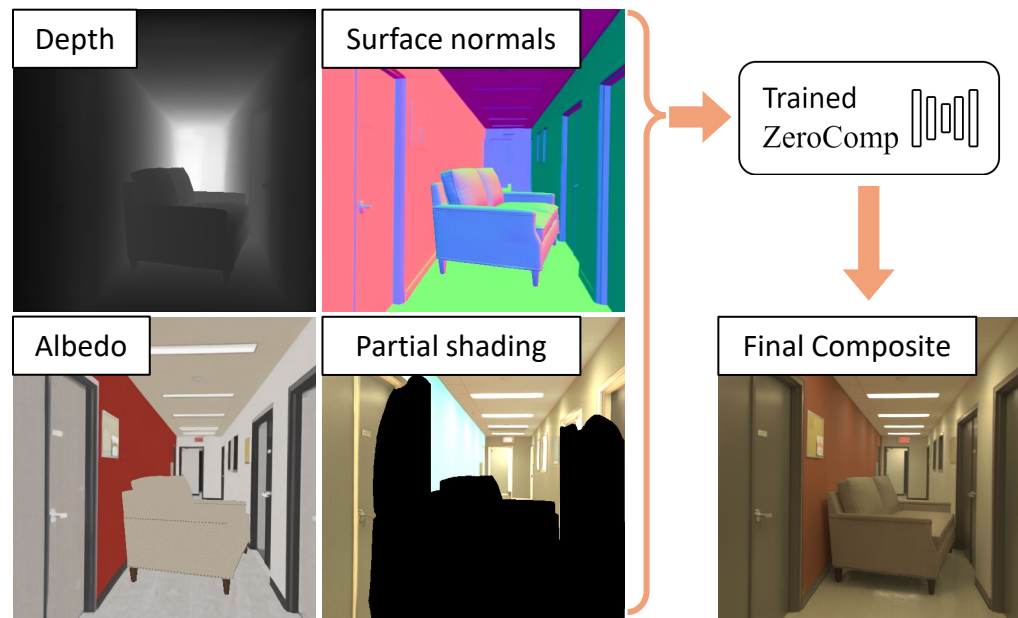 Depth
Surface normals
Trained
ZeroComp
Albedo
Partial shading
Final Composite